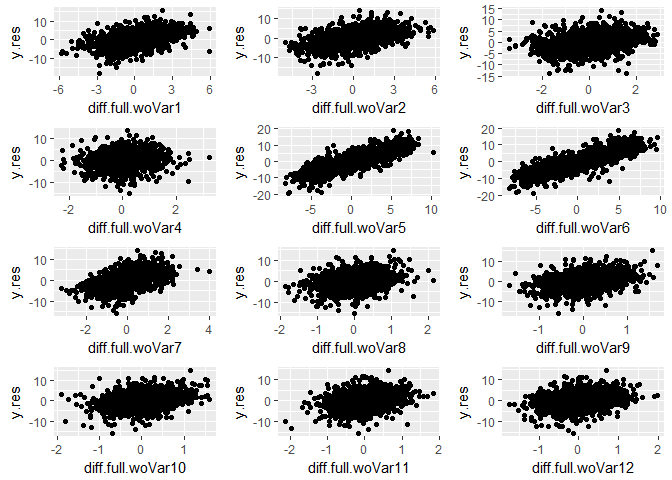 10
0
-10
y.res
-6 -3 0 3 6
diff.full.woVar1
10
0
-10
y.res
-3 0 3 6
diff.full.woVar2
15
10
5
0
-5
-10
-15
y.res
-2 0 2
diff.full.woVar3
10
0
-10
y.res
-2 0 2
diff.full.woVar4
20
10
0
-10
-20
y.res
-5 0 5 10
diff.full.woVar5
20
10
0
-10
-20
y.res
-5 0 5 10
diff.full.woVar6
10
0
-10
y.res
-2 0 2 4
diff.full.woVar7
10
0
-10
y.res
-2 -1 0 1 2
diff.full.woVar8
15
10
5
0
-5
-10
y.res
-1 0 1
diff.full.woVar9
10
0
-10
y.res
-2 -1 0 1
diff.full.woVar10
10
0
-10
y.res
-2 -1 0 1 2
diff.full.woVar11
10
0
-10
y.res
-1 0 1 2
diff.full.woVar12